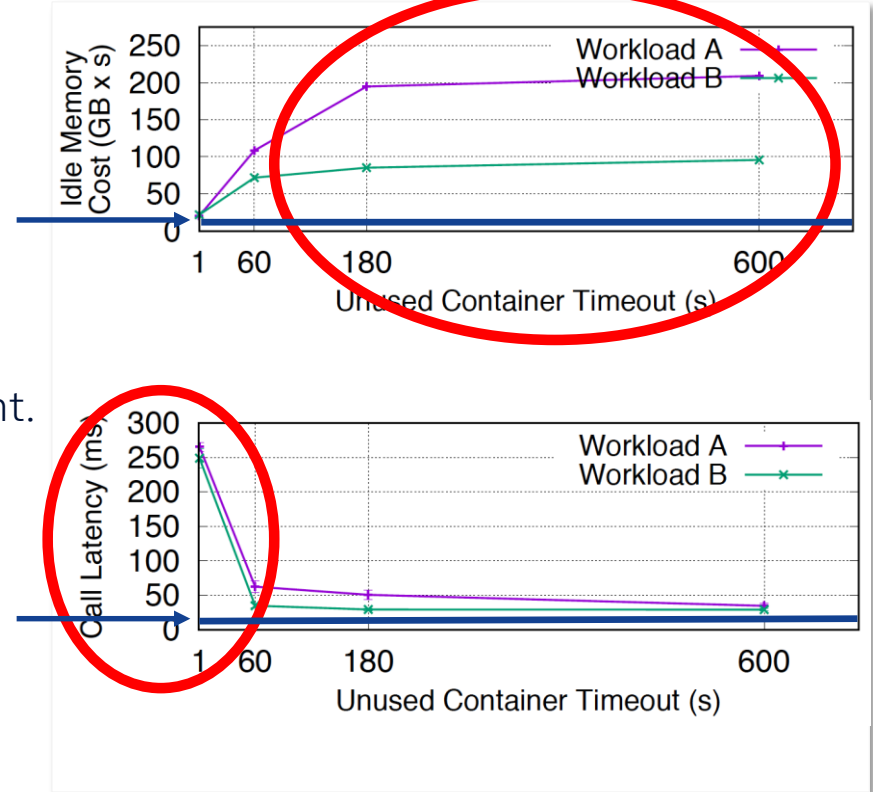 Idle Memory
Cost (GB x s)
250
200
150
100
50
0
Workload A
Workload B
1 60 180 600
Unused Container Timeout (s)
nt.
Call Latency (ms)
300
250
200
150
100
50
0
Workload A
Workload B
1 60 180 600
Unused Container Timeout (s)